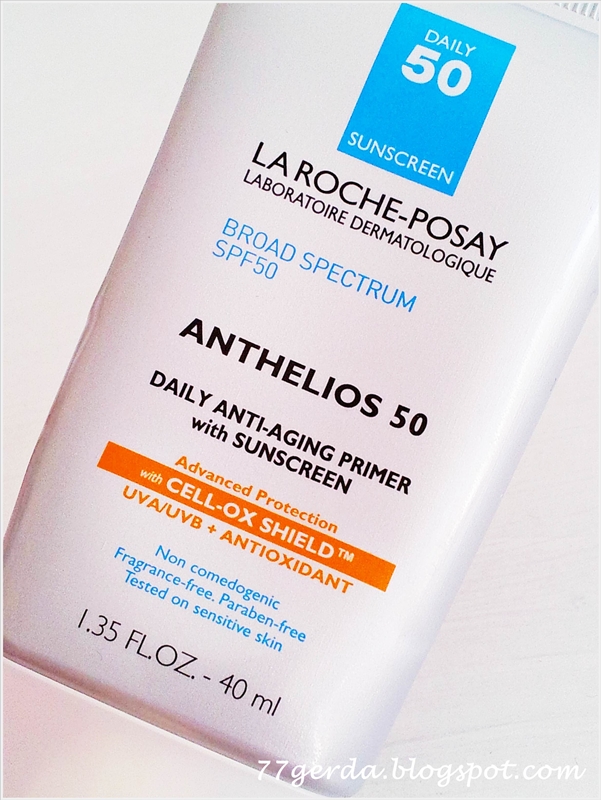 DAILY
50
SUNSCREEN
LA ROCHE-POSAY
LABORATOIRE DERMATOLOGIQUE
BROAD SPECTRUM
SPF50
ANTHELIOS 50
DAILY ANTI-AGING PRIMER
with SUNSCREEN
Advanced Protection
with CELL-OX SHIELD™
UVA/UVB + ANTIOXIDANT
Non comedogenic
Fragrance-free. Paraben-free
Tested on sensitive skin
1.35 FL.OZ. - 40 ml
77gerda.blogspot.com